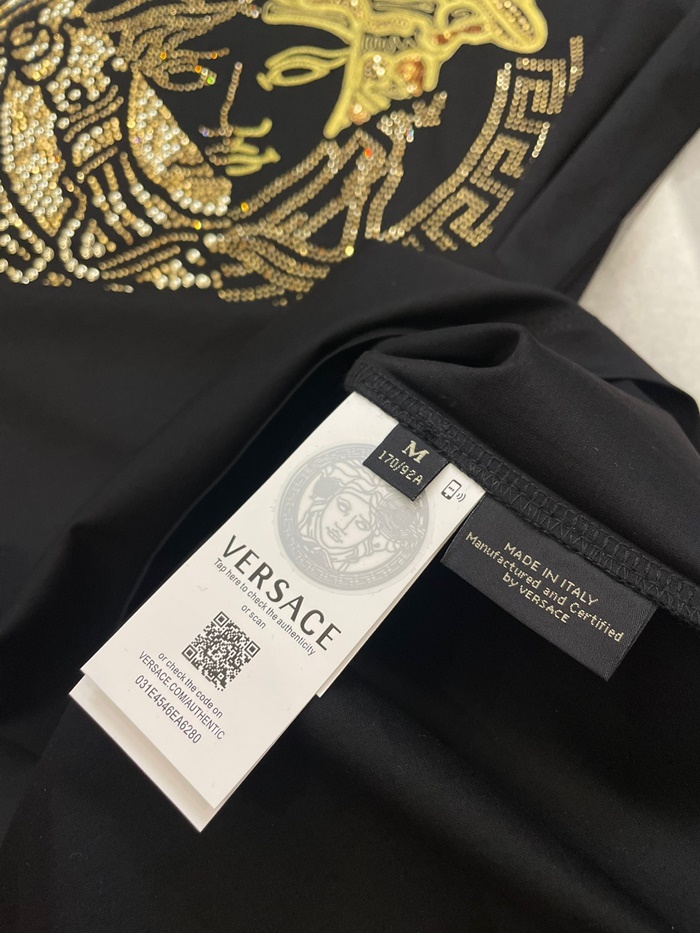 M
170/92A
VERSACE
Tap here to check the authenticity
or scan
or check the code on
VERSACE.COM/AUTHENTIC
031E4546EA6280
MADE IN ITALY
Manufactured and Certified
by VERSACE